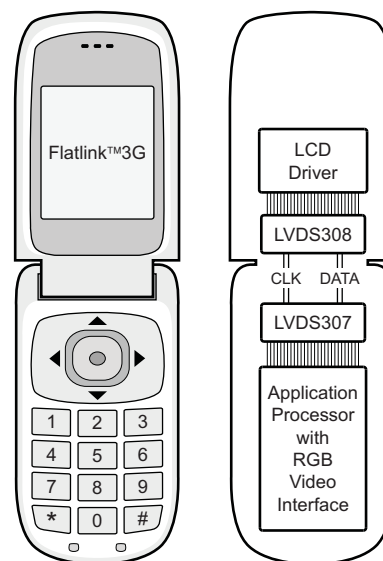 Flatlink™3G
1 2 3
4 5 6
7 8 9
* 0 #
LCD
Driver
LVDS308
CLK DATA
LVDS307
Application
Processor
with
RGB
Video
Interface